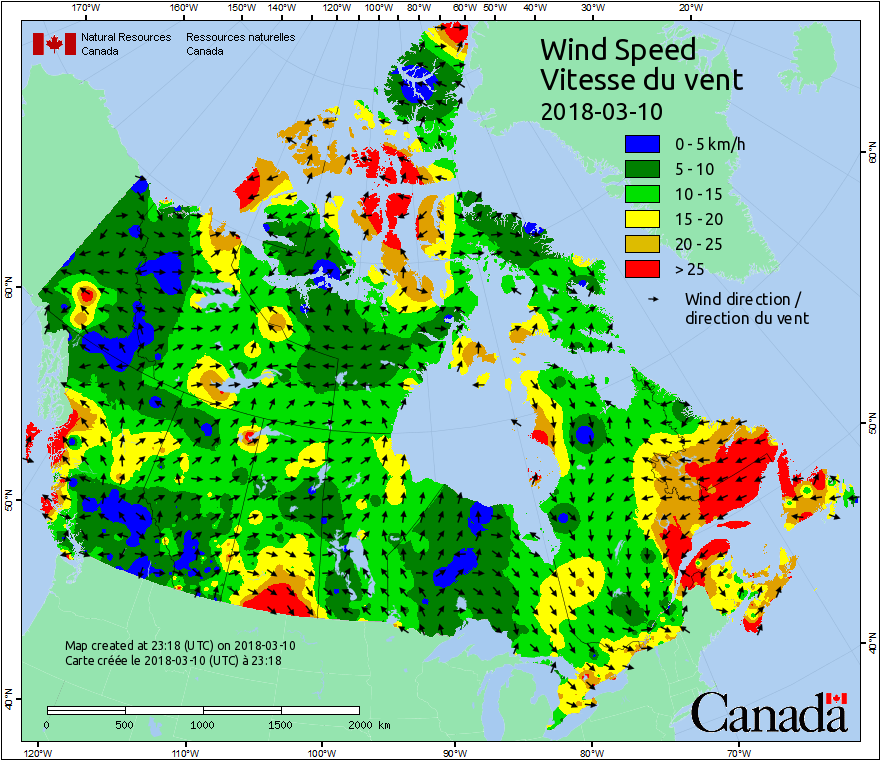 170°W 160°W 150°W 140°W 130°W 120°W 110°W 100°W 90°W 80°W 60°W 50°W 40°W 30°W 20°W
Natural Resources Ressources naturelles
Canada Canada
Wind Speed
Vitesse du vent
2018-03-10
0 - 5 km/h
5 - 10
10 - 15
15 - 20
20 - 25
> 25
Wind direction /
direction du vent
60°N
60°N
50°N
50°N
40°N
40°N
Map created at 23:18 (UTC) on 2018-03-10
Carte créée le 2018-03-10 (UTC) à 23:18
0 500 1000 1500 2000 km
Canada
120°W 110°W 100°W 90°W 80°W 70°W